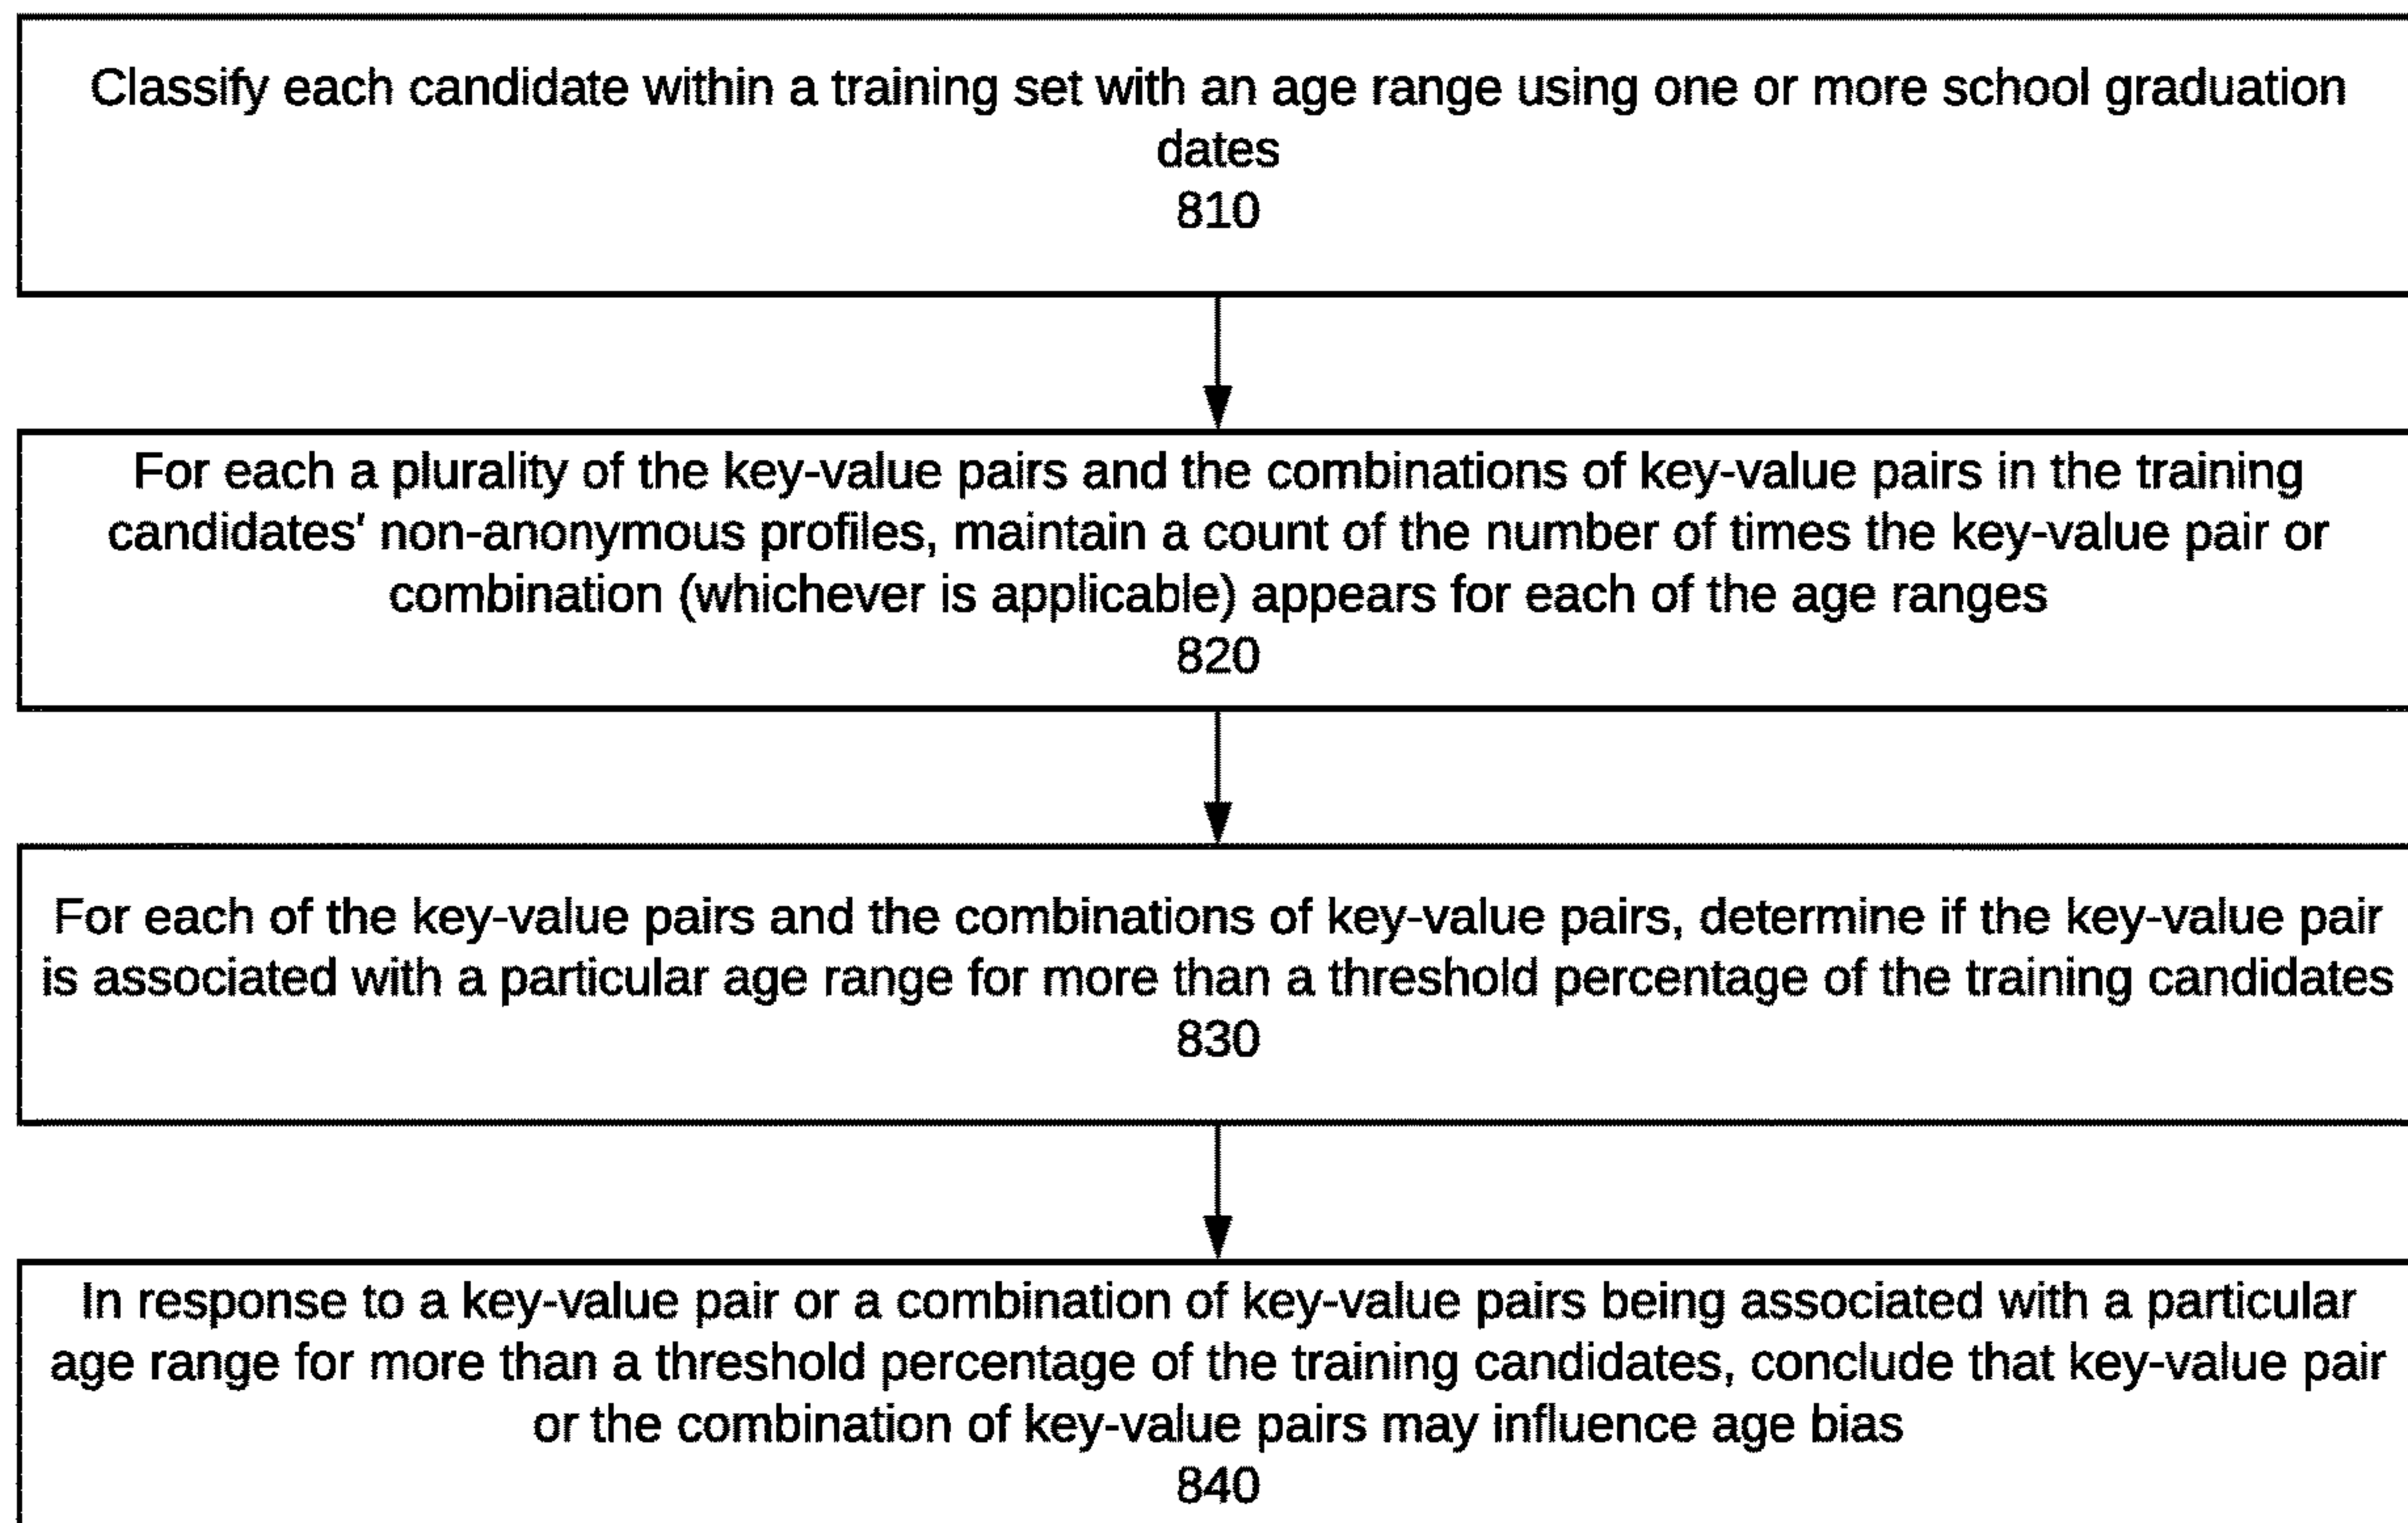 Classify each candidate within a training set with an age range using one or more school graduation
dates
810
For each a plurality of the key-value pairs and the combinations of key-value pairs in the training
candidates' non-anonymous profiles, maintain a count of the number of times the key-value pair or
combination (whichever is applicable) appears for each of the age ranges
820
For each of the key-value pairs and the combinations of key-value pairs, determine if the key-value pair
is associated with a particular age range for more than a threshold percentage of the training candidates
830
In response to a key-value pair or a combination of key-value pairs being associated with a particular
age range for more than a threshold percentage of the training candidates, conclude that key-value pair
or the combination of key-value pairs may influence age bias
840